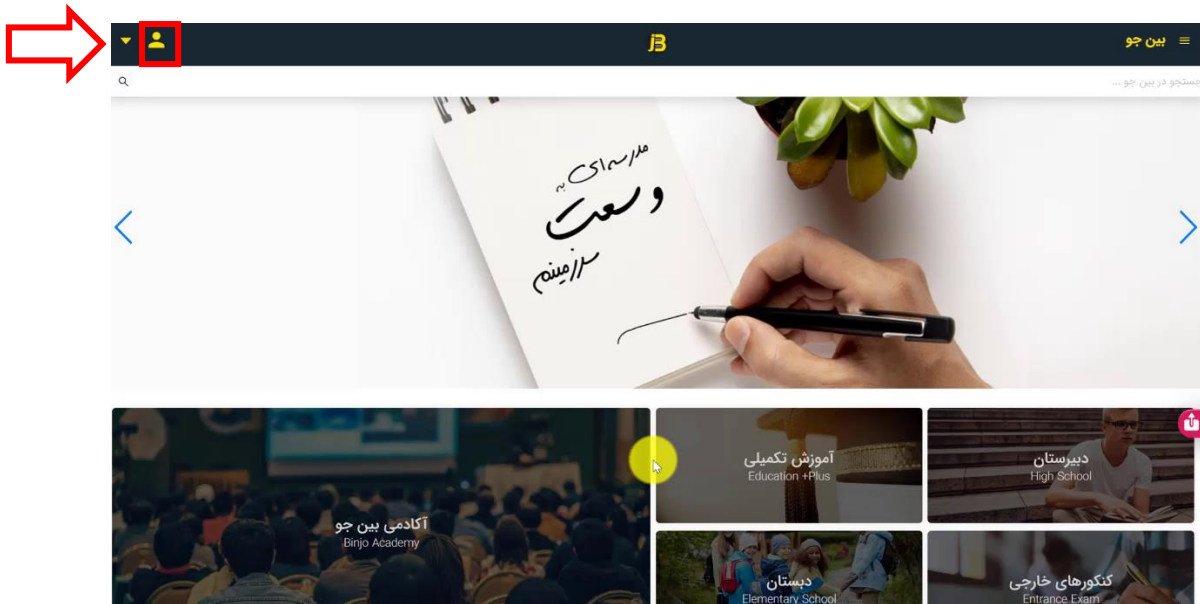 بین جو
جستجو در بین جو ...
مدرسه‌ای به
وسعت
سرزمینم
دبیرستان
High School
آموزش تکمیلی
Education +Plus
آکادمی بین جو
Binjo Academy
کنکورهای خارجی
Entrance Exam
دبستان
Elementary School